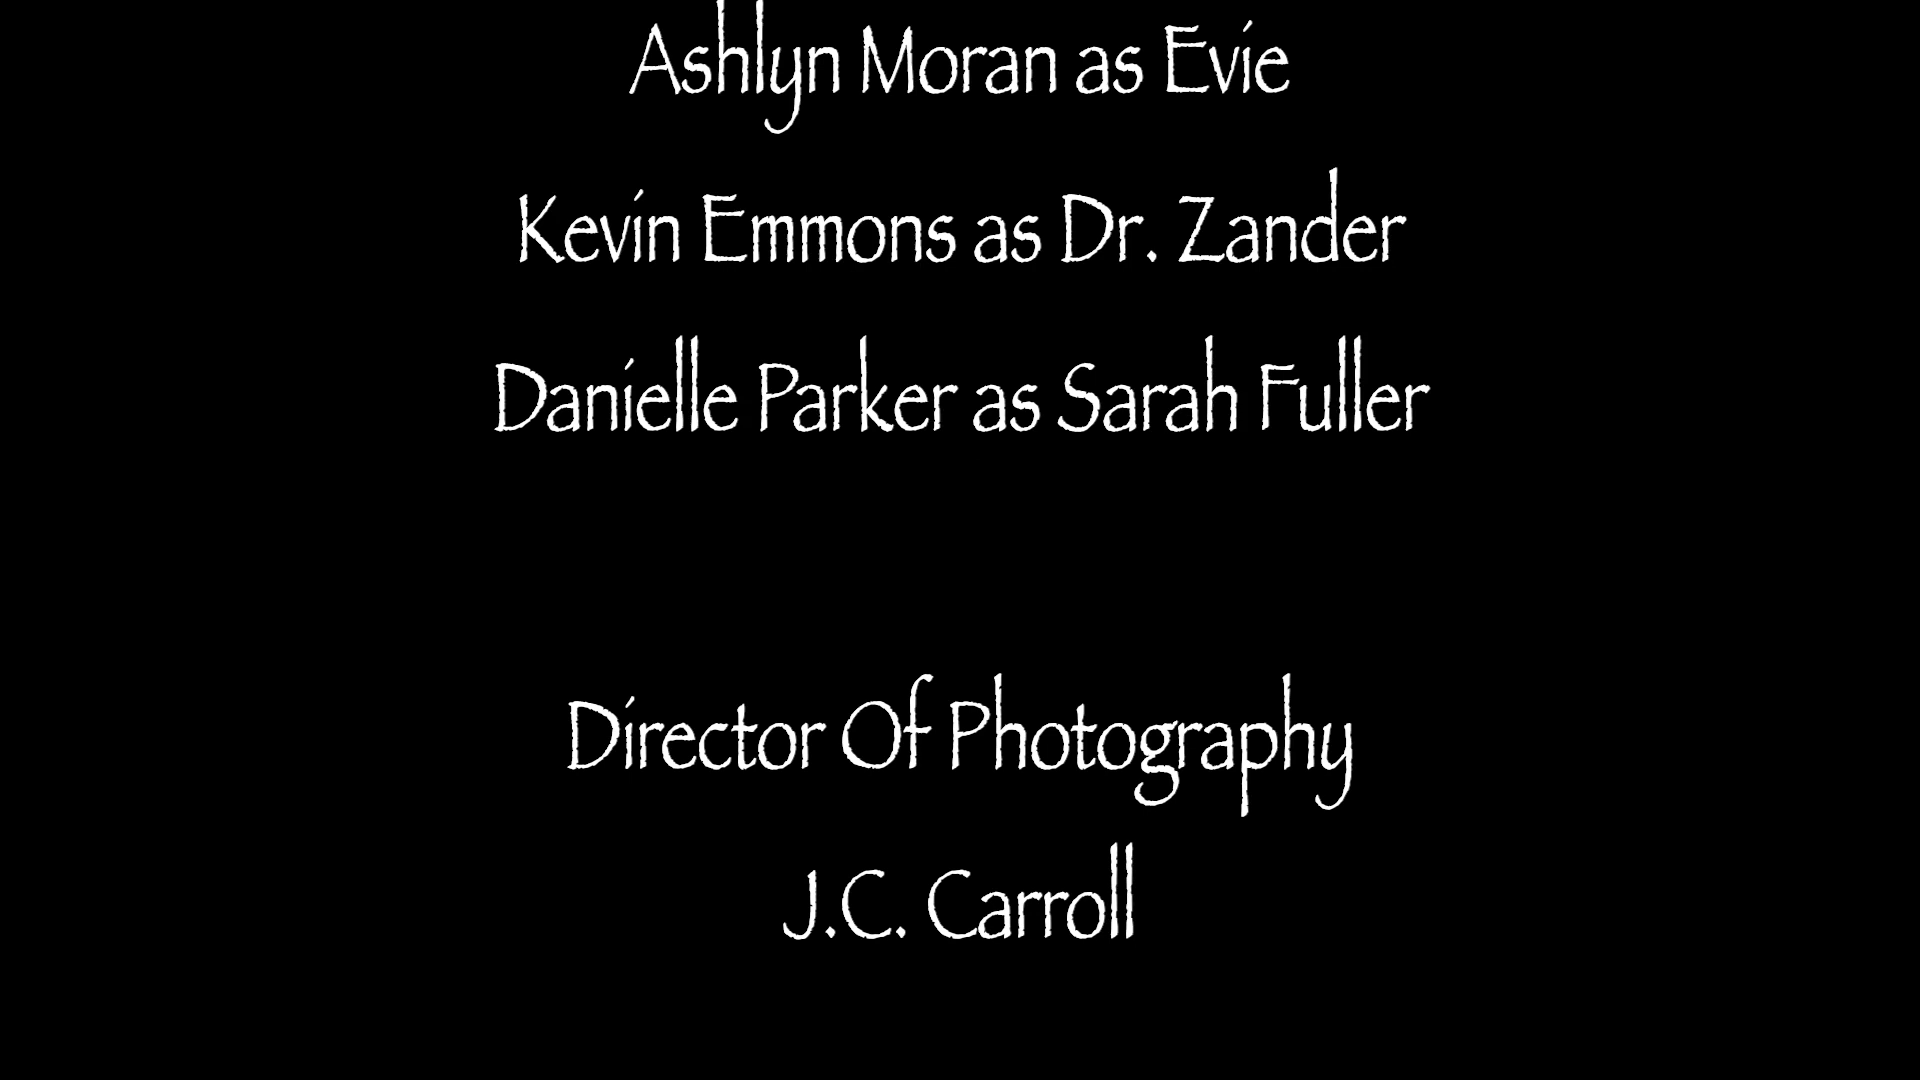 Ashlyn Moran as Evie
Kevin Emmons as Dr. Zander
Danielle Parker as Sarah Fuller
Director Of Photography
J.C. Carroll